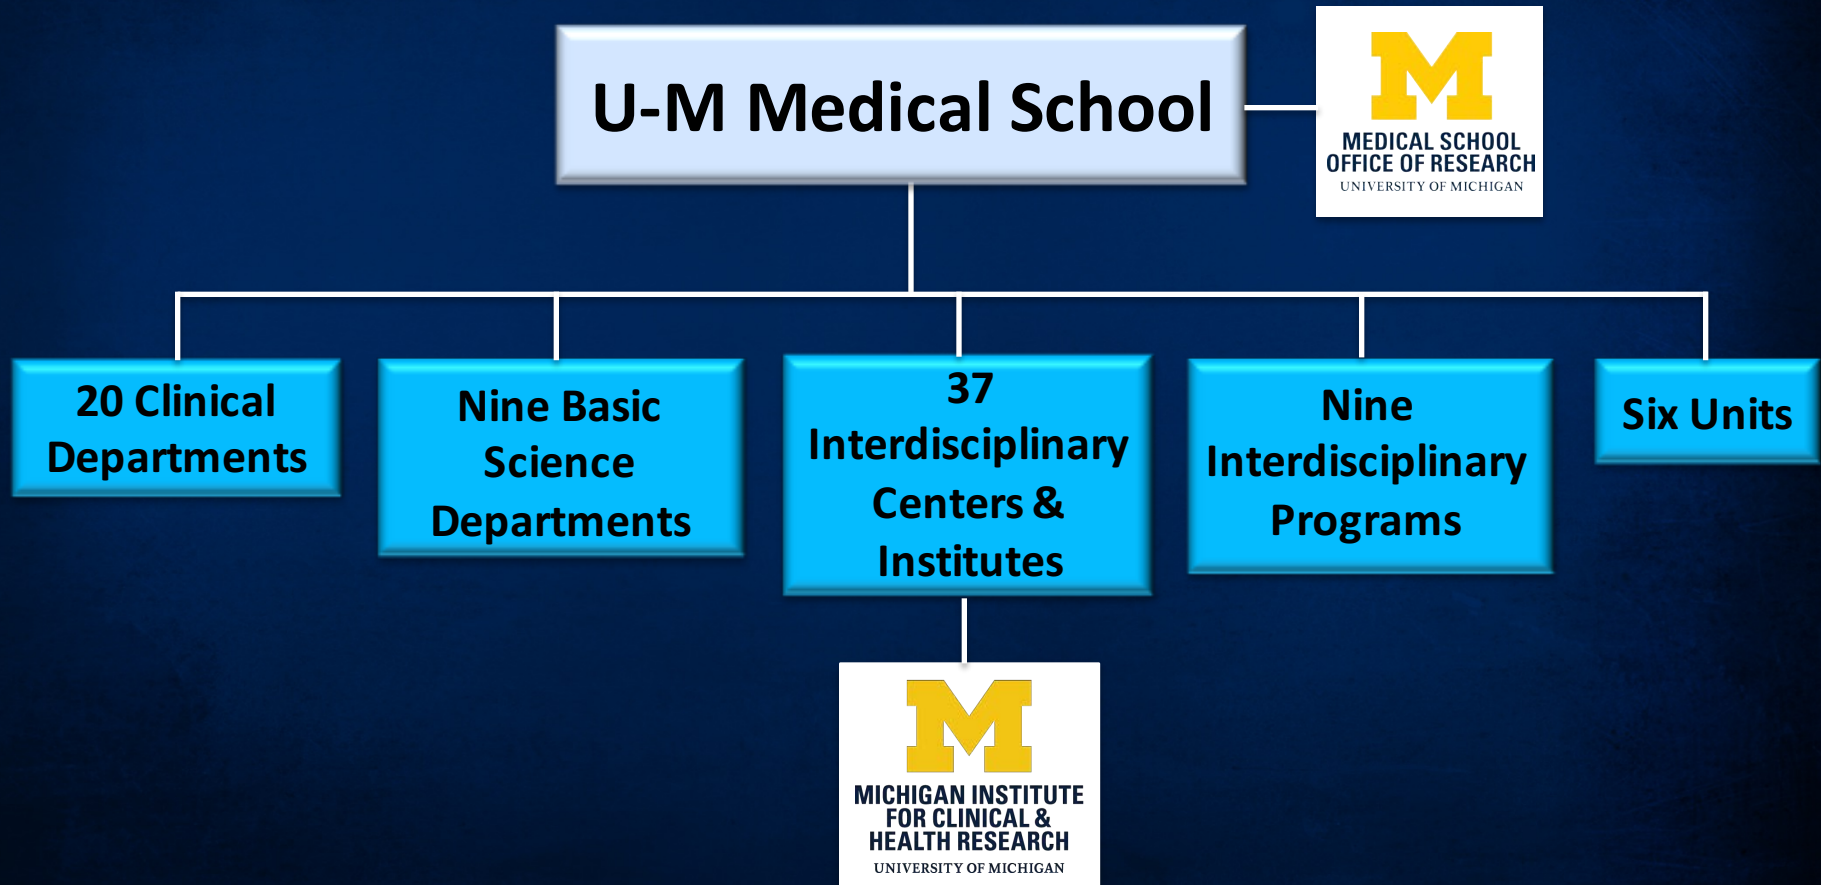 U-M Medical School
M
MEDICAL SCHOOL
OFFICE OF RESEARCH
UNIVERSITY OF MICHIGAN
20 Clinical
Departments
Nine Basic
Science
Departments
37
Interdisciplinary
Centers &
Institutes
Nine
Interdisciplinary
Programs
Six Units
M
MICHIGAN INSTITUTE
FOR CLINICAL &
HEALTH RESEARCH
UNIVERSITY OF MICHIGAN